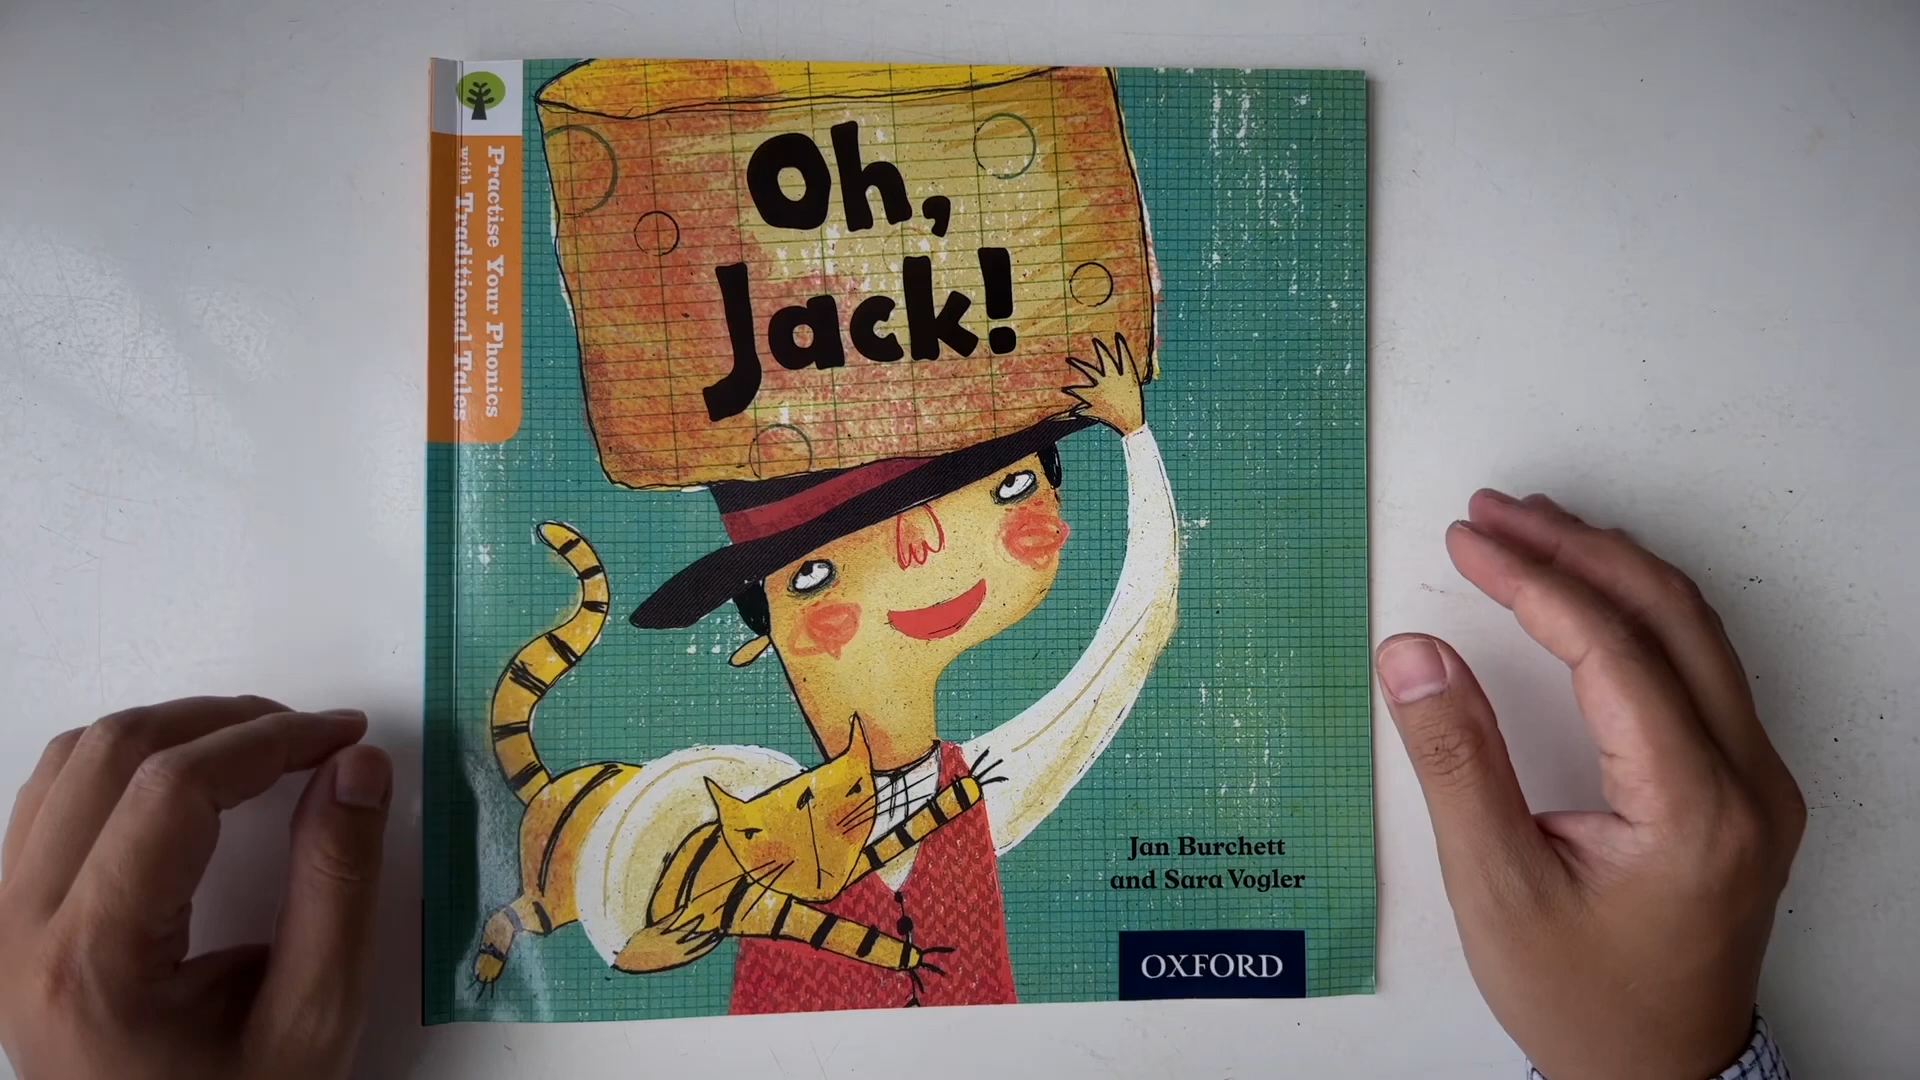 Practise Your Phonics
with Traditional Tales
Oh,
Jack!
Jan Burchett
and Sara Vogler
OXFORD